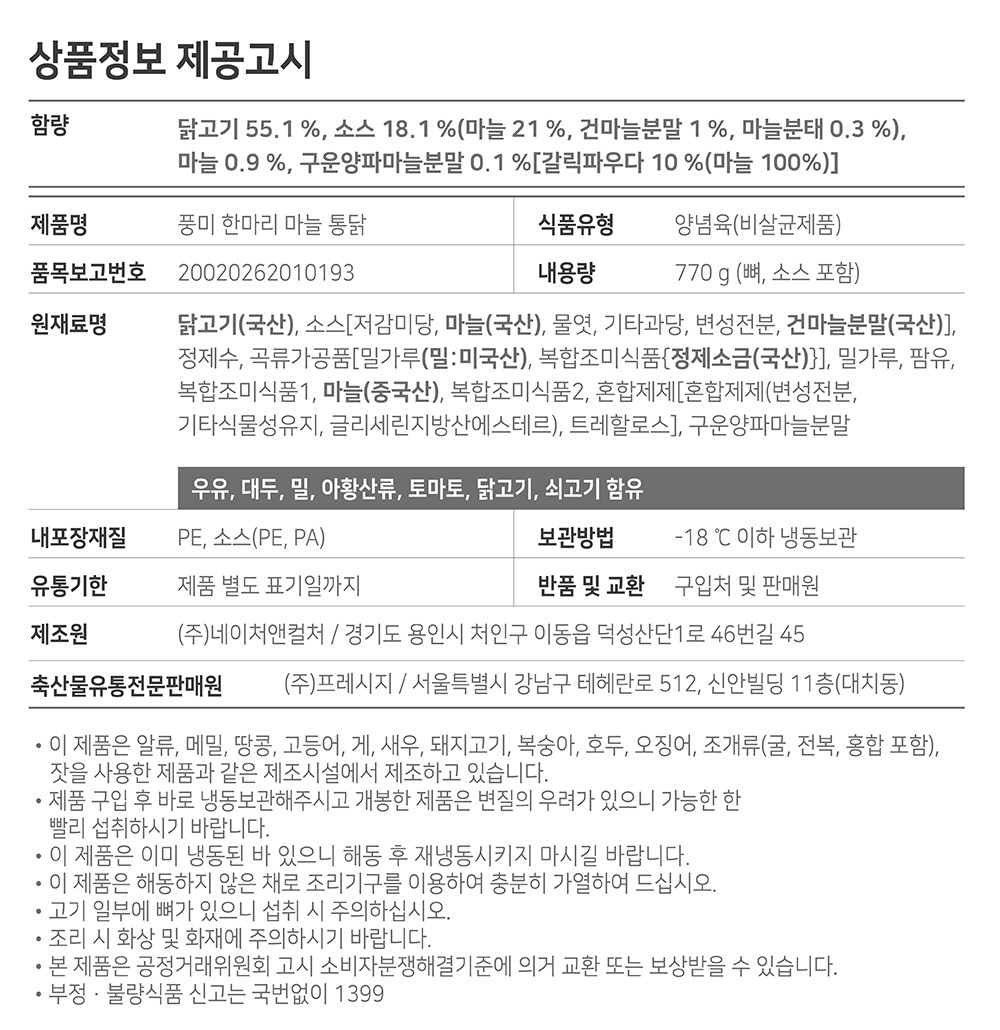 상품정보 제공고시
함량 닭고기 55.1 %, 소스 18.1 %(마늘 21 %, 건마늘분말 1 %, 마늘분태 0.3 %),
마늘 0.9 %, 구운양파마늘분말 0.1 %[갈릭파우다 10 %(마늘 100%)]
제품명 풍미 한마리 마늘 통닭 식품유형 양념육(비살균제품)
품목보고번호 20020262010193 내용량 770 g (뼈, 소스 포함)
원재료명 닭고기(국산), 소스[저감미당, 마늘(국산), 물엿, 기타과당, 변성전분, 건마늘분말(국산)],
정제수, 곡류가공품[밀가루(밀:미국산), 복합조미식품{정제소금(국산)}], 밀가루, 팜유,
복합조미식품1, 마늘(중국산), 복합조미식품2, 혼합제제[혼합제제(변성전분,
기타식물성유지, 글리세린지방산에스테르), 트레할로스], 구운양파마늘분말
우유, 대두, 밀, 아황산류, 토마토, 닭고기, 쇠고기 함유
내포장재질 PE, 소스(PE, PA) 보관방법 -18 ℃ 이하 냉동보관
유통기한 제품 별도 표기일까지 반품 및 교환 구입처 및 판매원
제조원 (주)네이처앤컬처 / 경기도 용인시 처인구 이동읍 덕성산단1로 46번길 45
축산물유통전문판매원 (주)프레시지 / 서울특별시 강남구 테헤란로 512, 신안빌딩 11층(대치동)
• 이 제품은 알류, 메밀, 땅콩, 고등어, 게, 새우, 돼지고기, 복숭아, 호두, 오징어, 조개류(굴, 전복, 홍합 포함),
잣을 사용한 제품과 같은 제조시설에서 제조하고 있습니다.
• 제품 구입 후 바로 냉동보관해주시고 개봉한 제품은 변질의 우려가 있으니 가능한 한
빨리 섭취하시기 바랍니다.
• 이 제품은 이미 냉동된 바 있으니 해동 후 재냉동시키지 마시길 바랍니다.
• 이 제품은 해동하지 않은 채로 조리기구를 이용하여 충분히 가열하여 드십시오.
• 고기 일부에 뼈가 있으니 섭취 시 주의하십시오.
• 조리 시 화상 및 화재에 주의하시기 바랍니다.
• 본 제품은 공정거래위원회 고시 소비자분쟁해결기준에 의거 교환 또는 보상받을 수 있습니다.
• 부정 · 불량식품 신고는 국번없이 1399